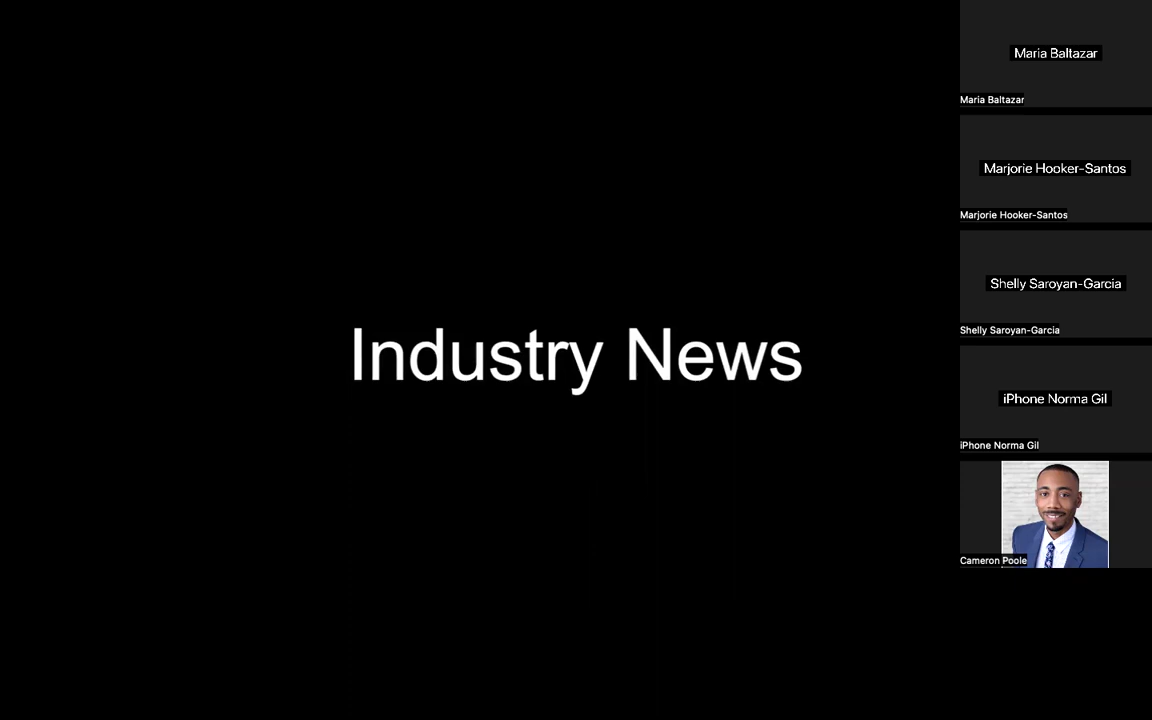 Industry News
Maria Baltazar
Maria Baltazar
Marjorie Hooker-Santos
Marjorie Hooker-Santos
Shelly Saroyan-Garcia
Shelly Saroyan-Garcia
iPhone Norma Gil
iPhone Norma Gil
Cameron Poole